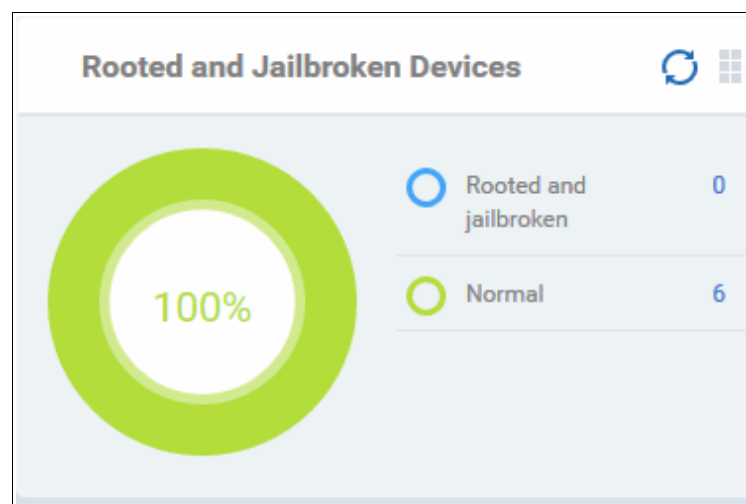 Rooted and Jailbroken Devices
100%
Rooted and
jailbroken
0
Normal
6